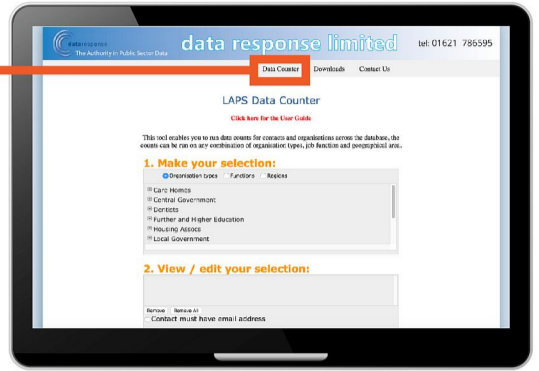 dataresponse
The Authority in Public Sector Data
data response limited
tel: 01621 786595
Data Counter Downloads Contact Us
LAPS Data Counter
Click here for the User Guide
This tool enables you to run data counts for contacts and organisations across the database, the
counts can be run on any combination of organisation types, job function and geographical area.
1. Make your selection:
Organisation types Functions Regions
Care Homes
Central Government
Dentists
Further and Higher Education
Housing Assocs
Local Government
2. View / edit your selection:
Remove Remove All
Contact must have email address